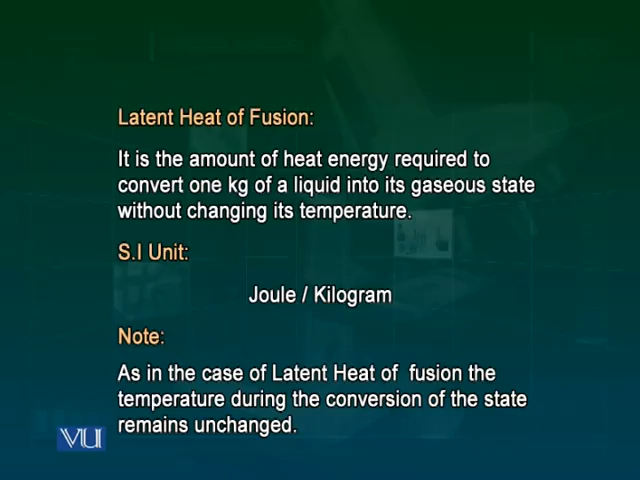 Latent Heat of Fusion:
It is the amount of heat energy required to
convert one kg of a liquid into its gaseous state
without changing its temperature.
S.I Unit:
Joule / Kilogram
Note:
As in the case of Latent Heat of fusion the
temperature during the conversion of the state
remains unchanged.
VU